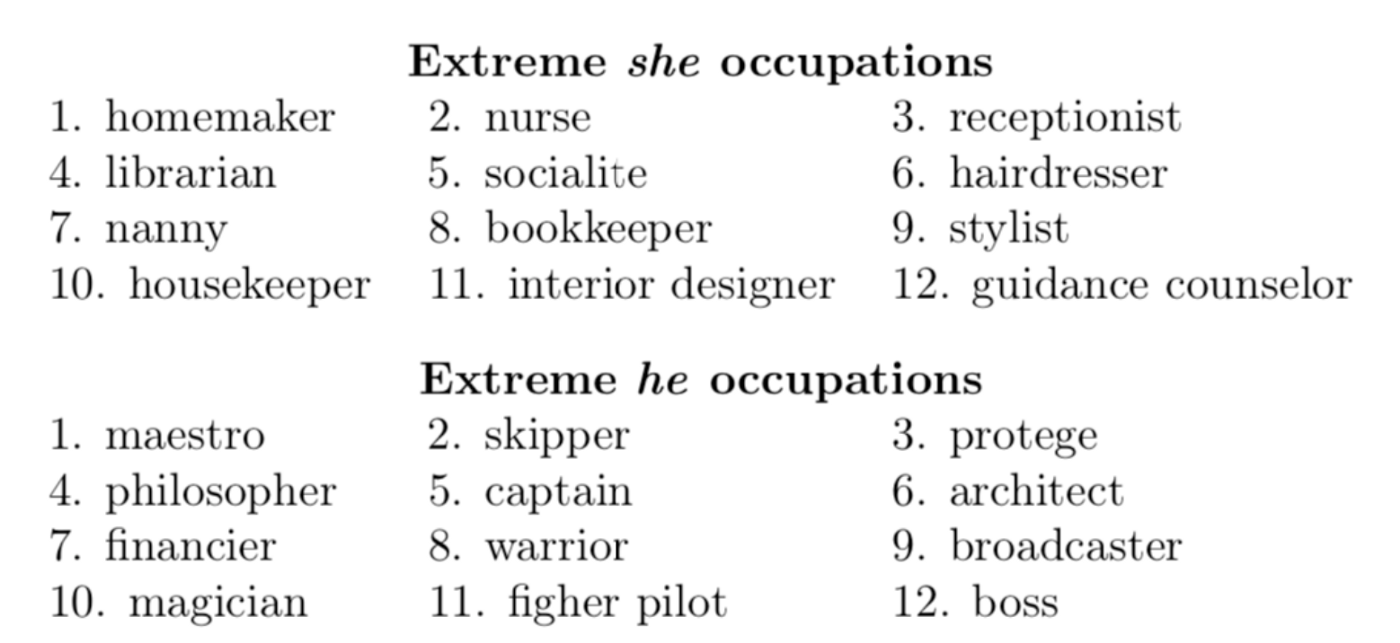 Extreme she occupations
1. homemaker 2. nurse 3. receptionist
4. librarian 5. socialite 6. hairdresser
7. nanny 8. bookkeeper 9. stylist
10. housekeeper 11. interior designer 12. guidance counselor
Extreme he occupations
1. maestro 2. skipper 3. protege
4. philosopher 5. captain 6. architect
7. financier 8. warrior 9. broadcaster
10. magician 11. figher pilot 12. boss